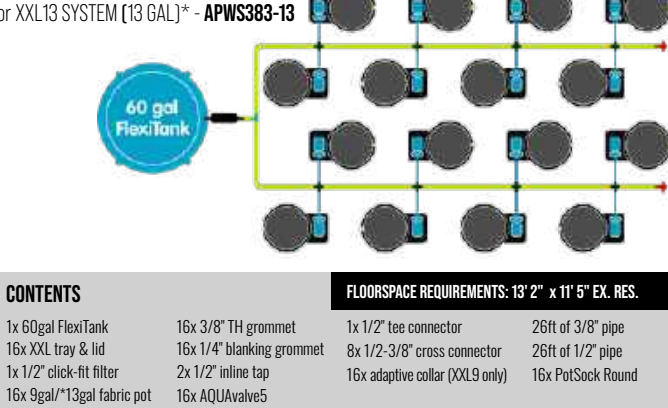 or XXL13 SYSTEM (13 GAL)* - APWS383-13
60 gal
FlexiTank
CONTENTS
1x 60gal FlexiTank
16x XXL tray & lid
1x 1/2" click-fit filter
16x 9gal/*13gal fabric pot
16x 3/8" TH grommet
16x 1/4" blanking grommet
2x 1/2" inline tap
16x AQUAvalve5
FLOORSPACE REQUIREMENTS: 13' 2" x 11' 5" EX. RES.
1x 1/2" tee connector
8x 1/2-3/8" cross connector
16x adaptive collar (XXL9 only)
26ft of 3/8" pipe
26ft of 1/2" pipe
16x PotSock Round